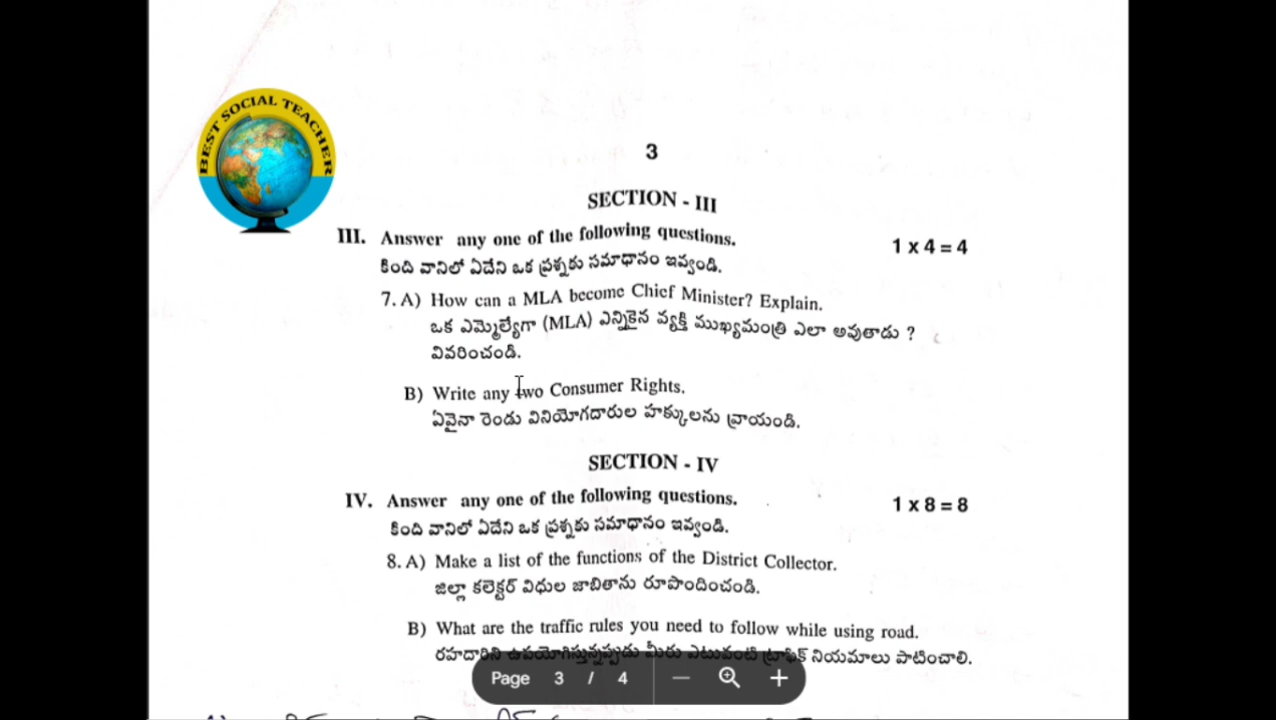 BEST SOCIAL TEACHER
3
SECTION - III
III. Answer any one of the following questions. 1 x 4 = 4
కింది వానిలో ఏదేని ఒక ప్రశ్నకు సమాధానం ఇవ్వండి.
7. A) How can a MLA become Chief Minister? Explain.
ఒక ఎమ్మెల్యేగా (MLA) ఎన్నికైన వ్యక్తి ముఖ్యమంత్రి ఎలా అవుతాడు ?
వివరించండి.
B) Write any two Consumer Rights.
ఏవైనా రెండు వినియోగదారుల హక్కులను వ్రాయండి.
SECTION - IV
IV. Answer any one of the following questions. 1 x 8 = 8
కింది వానిలో ఏదేని ఒక ప్రశ్నకు సమాధానం ఇవ్వండి.
8. A) Make a list of the functions of the District Collector.
జిల్లా కలెక్టర్ విధుల జాబితాను రూపొందించండి.
B) What are the traffic rules you need to follow while using road.
రహదారిని ఉపయోగిస్తున్నప్పుడు మీరు ఎటువంటి ట్రాఫిక్ నియమాలు పాటించాలి.
Page 3 / 4